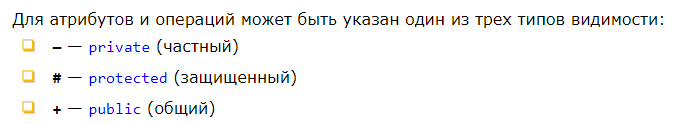 Для атрибутов и операций может быть указан один из трех типов видимости:
– — private (частный)
# — protected (защищенный)
+ — public (общий)